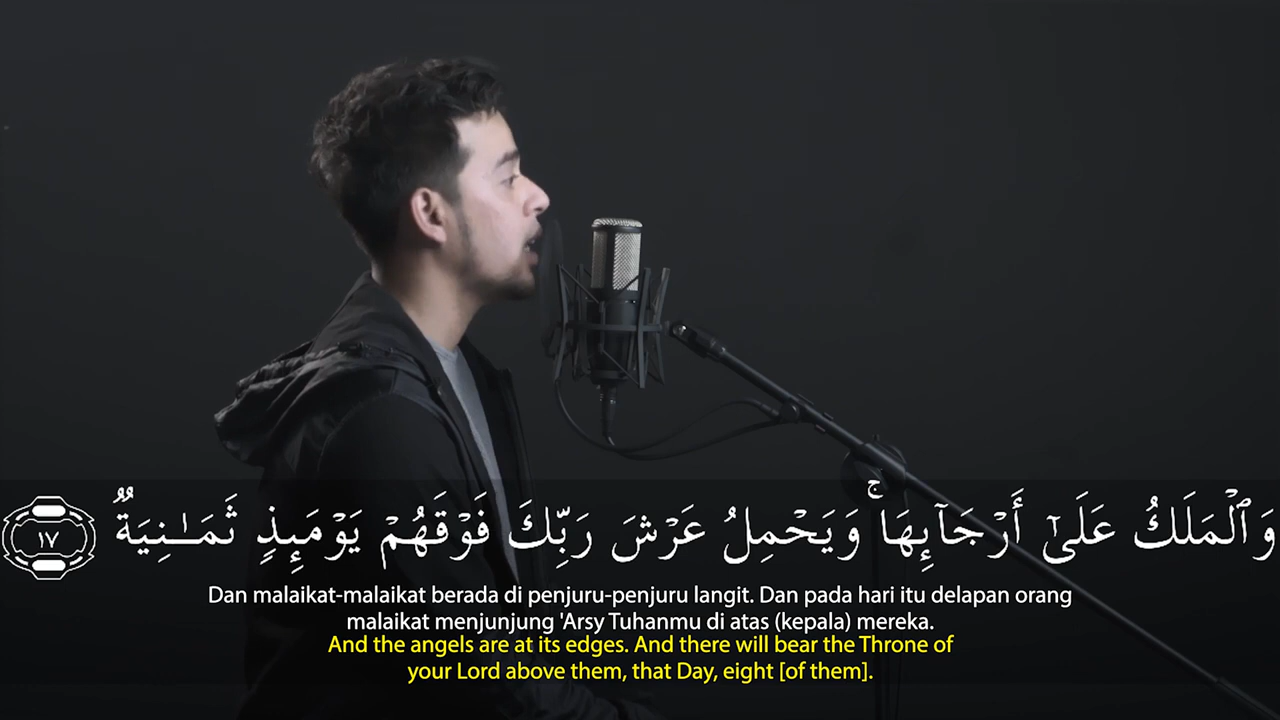 وَٱلْمَلَكُ عَلَىٰٓ أَرْجَآئِهَا ۚ وَيَحْمِلُ عَرْشَ رَبِّكَ فَوْقَهُمْ يَوْمَئِذٍ ثَمَـٰنِيَةٌ ١٧
Dan malaikat-malaikat berada di penjuru-penjuru langit. Dan pada hari itu delapan orang
malaikat menjunjung 'Arsy Tuhanmu di atas (kepala) mereka.
And the angels are at its edges. And there will bear the Throne of
your Lord above them, that Day, eight [of them].